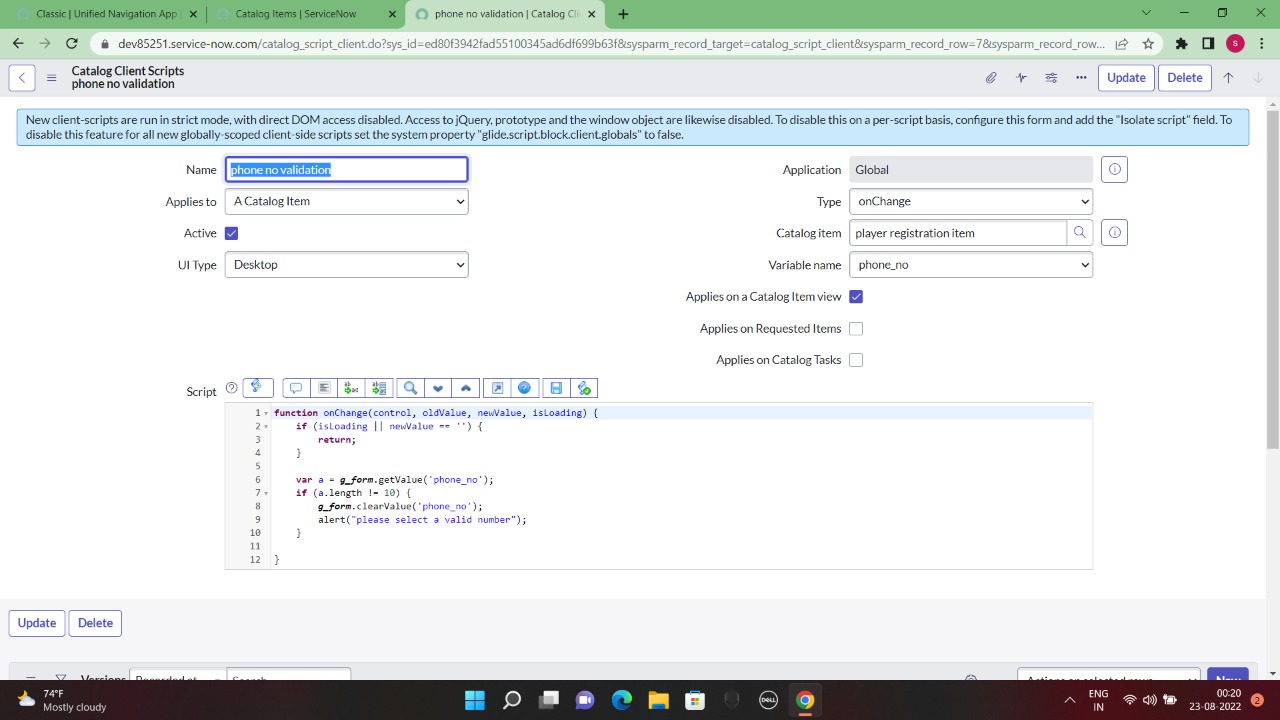 Classic | Unified Navigation App
Catalog Items | ServiceNow
phone no validation | Catalog Cli
dev85251.service-now.com/catalog_script_client.do?sys_id=ed80f3942fad55100345ad6df699b63f&sysparm_record_target=catalog_script_client&sysparm_record_row=7&sysparm_record_row...
S
Catalog Client Scripts
phone no validation
Update
Delete
New client-scripts are run in strict mode, with direct DOM access disabled. Access to jQuery, prototype and the window object are likewise disabled. To disable this on a per-script basis, configure this form and add the "Isolate script" field. To
disable this feature for all new globally-scoped client-side scripts set the system property "glide.script.block.client.globals" to false.
Name phone no validation
Application Global
Applies to A Catalog Item
Type onChange
Active
Catalog item player registration item
UI Type Desktop
Variable name phone_no
Applies on a Catalog Item view
Applies on Requested Items
Applies on Catalog Tasks
Script
1 function onChange(control, oldValue, newValue, isLoading) {
2 if (isLoading || newValue == '') {
3 return;
4 }
5
6 var a = g_form.getValue('phone_no');
7 if (a.length != 10) {
8 g_form.clearValue('phone_no');
9 alert("please select a valid number");
10 }
11
12 }
Update
Delete
Versions
Search
New
74°F
Mostly cloudy
DELL
ENG
IN
00:20
23-08-2022
2